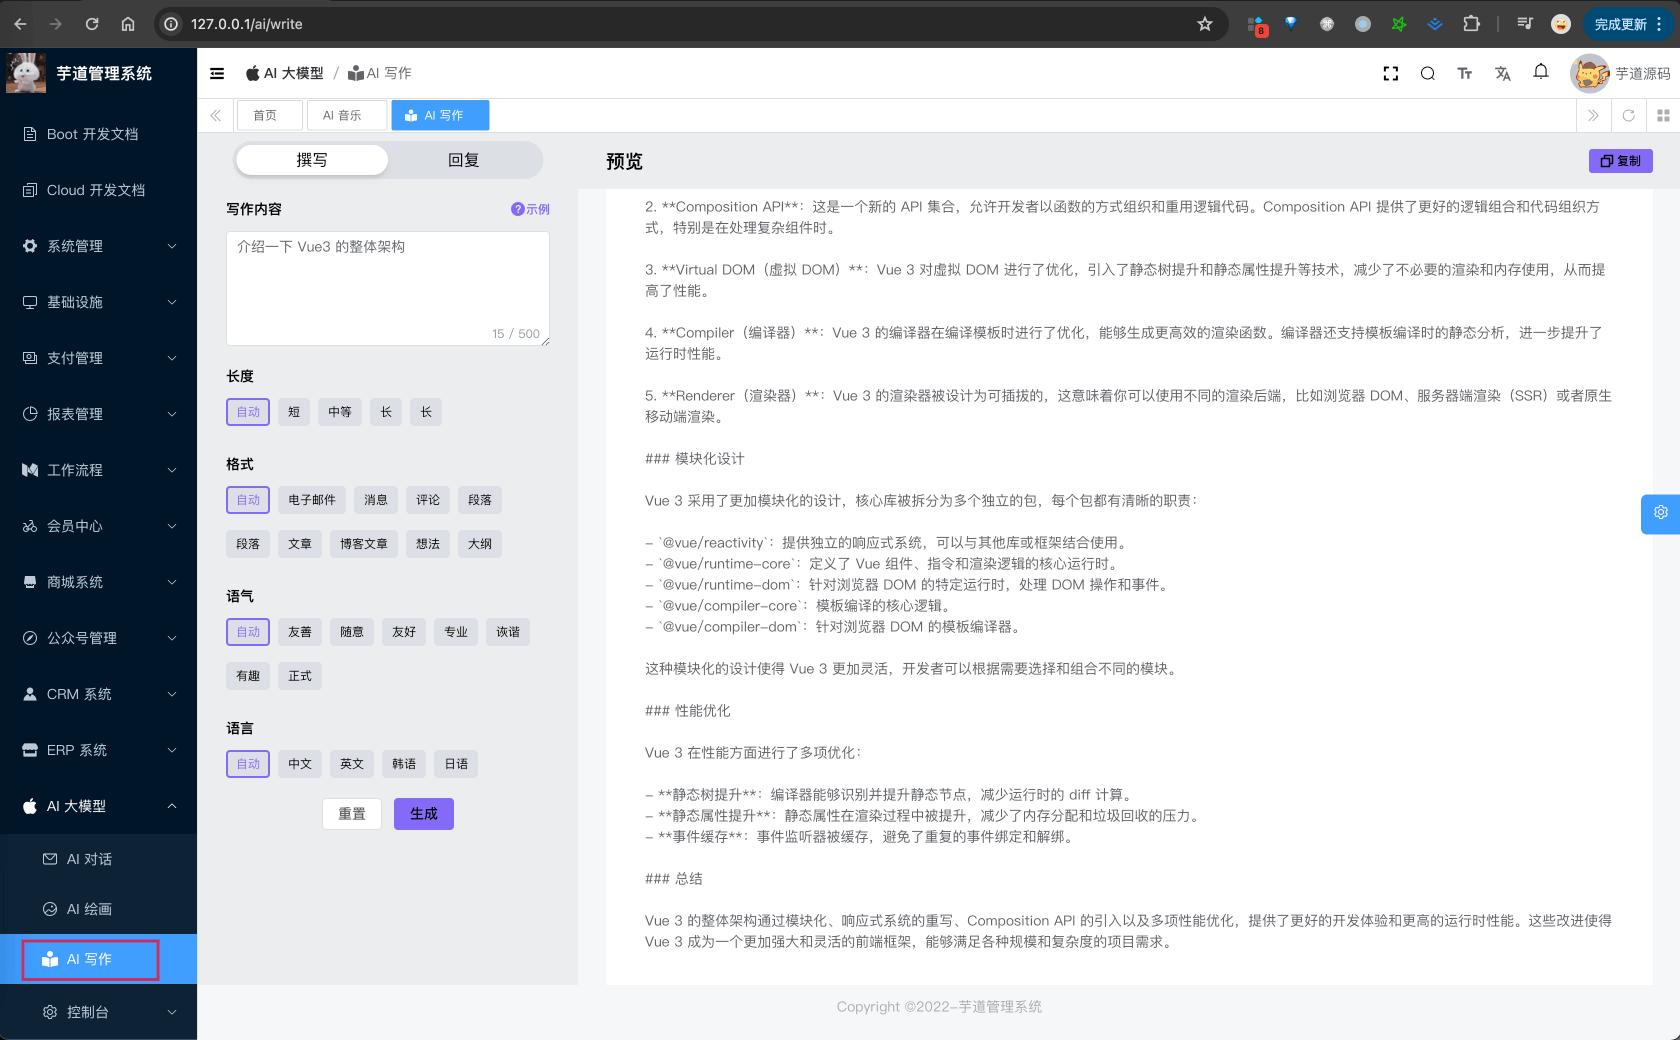 127.0.0.1/ai/write
8
完成更新
芋道管理系统
AI 大模型 / AI 写作
芋道源码
首页
AI 音乐
AI 写作
Boot 开发文档
Cloud 开发文档
系统管理
基础设施
支付管理
报表管理
工作流程
会员中心
商城系统
公众号管理
CRM 系统
ERP 系统
AI 大模型
AI 对话
AI 绘画
AI 写作
控制台
撰写
回复
写作内容
示例
介绍一下 Vue3 的整体架构
15 / 500
长度
自动 短 中等 长 长
格式
自动 电子邮件 消息 评论 段落
段落 文章 博客文章 想法 大纲
语气
自动 友善 随意 友好 专业 诙谐
有趣 正式
语言
自动 中文 英文 韩语 日语
重置 生成
预览
复制
2. **Composition API**：这是一个新的 API 集合，允许开发者以函数的方式组织和重用逻辑代码。Composition API 提供了更好的逻辑组合和代码组织方
式，特别是在处理复杂组件时。
3. **Virtual DOM（虚拟 DOM）**：Vue 3 对虚拟 DOM 进行了优化，引入了静态树提升和静态属性提升等技术，减少了不必要的渲染和内存使用，从而提
高了性能。
4. **Compiler（编译器）**：Vue 3 的编译器在编译模板时进行了优化，能够生成更高效的渲染函数。编译器还支持模板编译时的静态分析，进一步提升了
运行时性能。
5. **Renderer（渲染器）**：Vue 3 的渲染器被设计为可插拔的，这意味着你可以使用不同的渲染后端，比如浏览器 DOM、服务器端渲染（SSR）或者原生
移动端渲染。
### 模块化设计
Vue 3 采用了更加模块化的设计，核心库被拆分为多个独立的包，每个包都有清晰的职责：
- `@vue/reactivity`：提供独立的响应式系统，可以与其他库或框架结合使用。
- `@vue/runtime-core`：定义了 Vue 组件、指令和渲染逻辑的核心运行时。
- `@vue/runtime-dom`：针对浏览器 DOM 的特定运行时，处理 DOM 操作和事件。
- `@vue/compiler-core`：模板编译的核心逻辑。
- `@vue/compiler-dom`：针对浏览器 DOM 的模板编译器。
这种模块化的设计使得 Vue 3 更加灵活，开发者可以根据需要选择和组合不同的模块。
### 性能优化
Vue 3 在性能方面进行了多项优化：
- **静态树提升**：编译器能够识别并提升静态节点，减少运行时的 diff 计算。
- **静态属性提升**：静态属性在渲染过程中被提升，减少了内存分配和垃圾回收的压力。
- **事件缓存**：事件监听器被缓存，避免了重复的事件绑定和解绑。
### 总结
Vue 3 的整体架构通过模块化、响应式系统的重写、Composition API 的引入以及多项性能优化，提供了更好的开发体验和更高的运行时性能。这些改进使得
Vue 3 成为一个更加强大和灵活的前端框架，能够满足各种规模和复杂度的项目需求。
Copyright ©2022-芋道管理系统